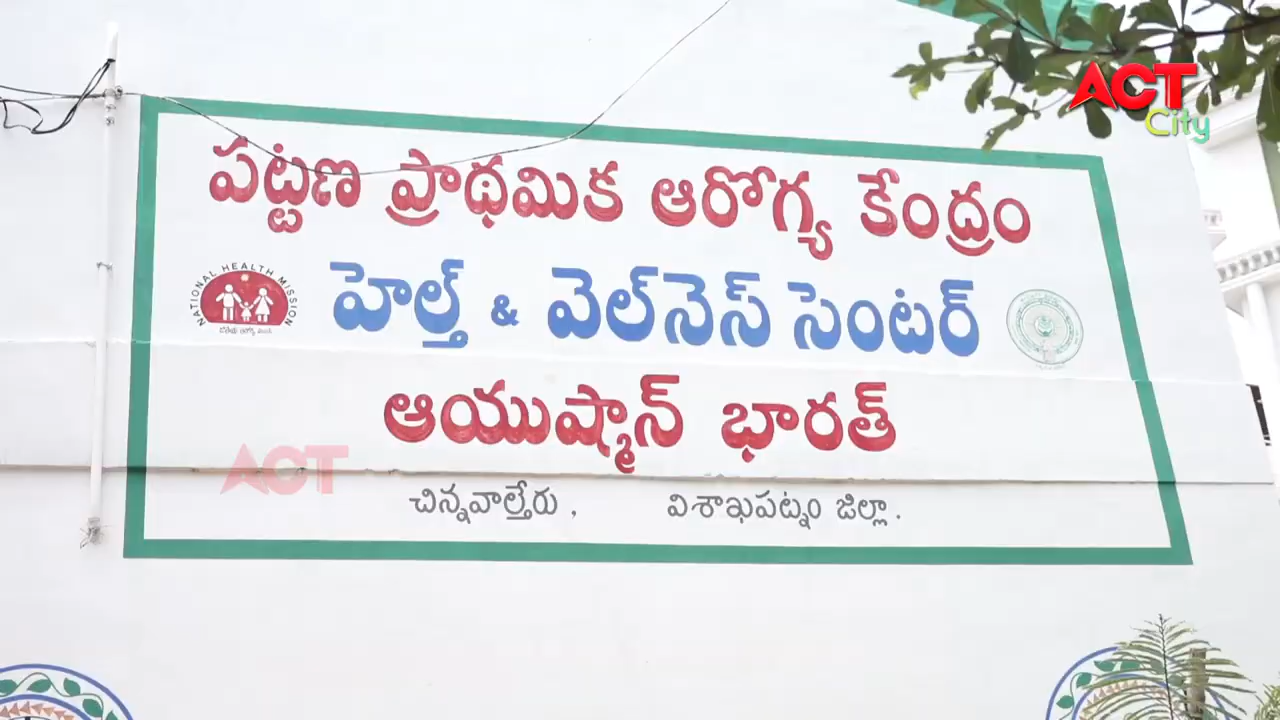 ACT
City
పట్టణ ప్రాథమిక ఆరోగ్య కేంద్రం
NATIONAL HEALTH MISSION
హెల్త్ & వెల్‌నెస్ సెంటర్
ఆయుష్మాన్ భారత్
ACT
చిన్నవాల్తేరు, విశాఖపట్నం జిల్లా.